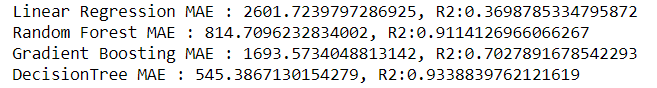 Linear Regression MAE : 2601.7239797286925, R2:0.3698785334795872
Random Forest MAE : 814.7096232834002, R2:0.9114126966066267
Gradient Boosting MAE : 1693.5734048813142, R2:0.7027891678542293
DecisionTree MAE : 545.3867130154279, R2:0.9338839762121619